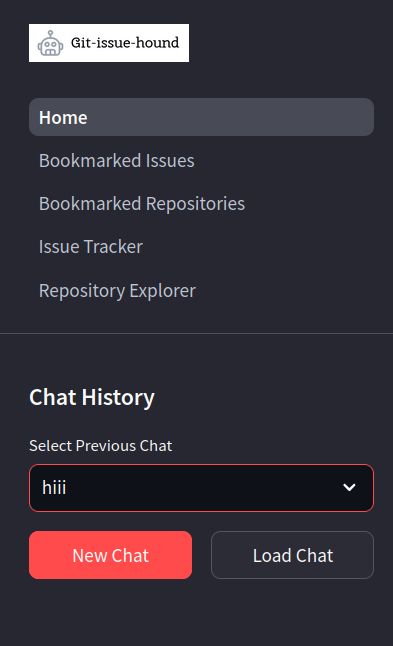 Git-issue-hound
Home
Bookmarked Issues
Bookmarked Repositories
Issue Tracker
Repository Explorer
Chat History
Select Previous Chat
hiii
New Chat Load Chat